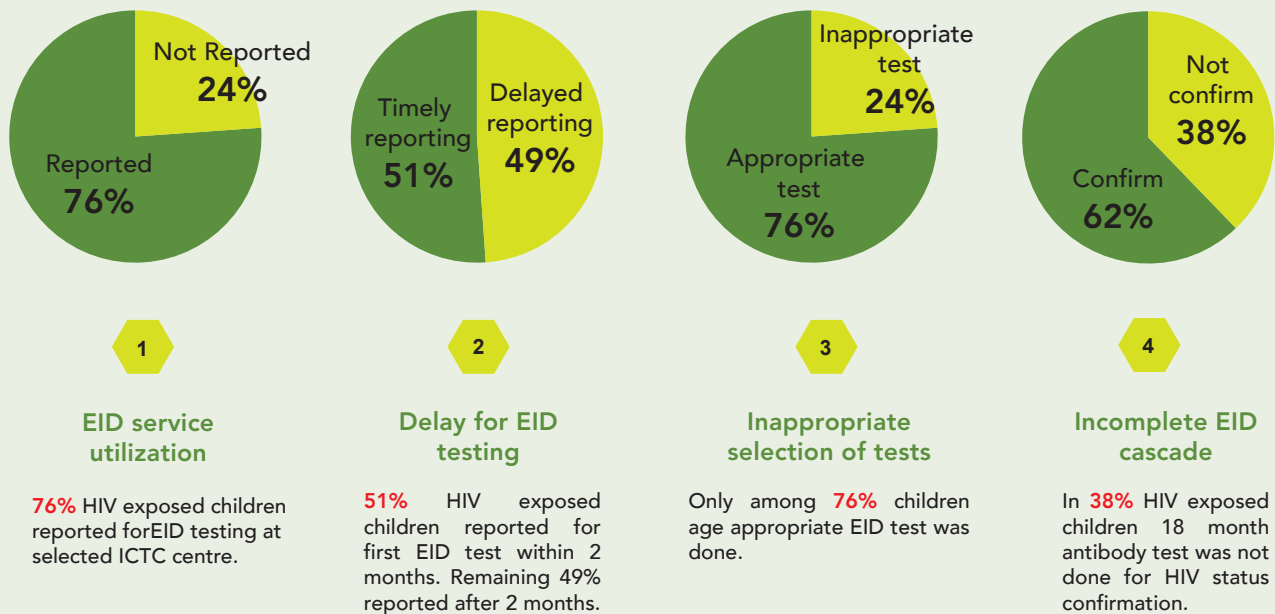 Not Reported
24%
Reported
76%
Timely
reporting
51%
Delayed
reporting
49%
Inappropriate
test
24%
Appropriate
test
76%
Not
confirm
38%
Confirm
62%
1
EID service
utilization
76% HIV exposed children
reported forEID testing at
selected ICTC centre.
2
Delay for EID
testing
51% HIV exposed
children reported for
first EID test within 2
months. Remaining 49%
reported after 2 months.
3
Inappropriate
selection of tests
Only among 76% children
age appropriate EID test was
done.
4
Incomplete EID
cascade
In 38% HIV exposed
children 18 month
antibody test was not
done for HIV status
confirmation.